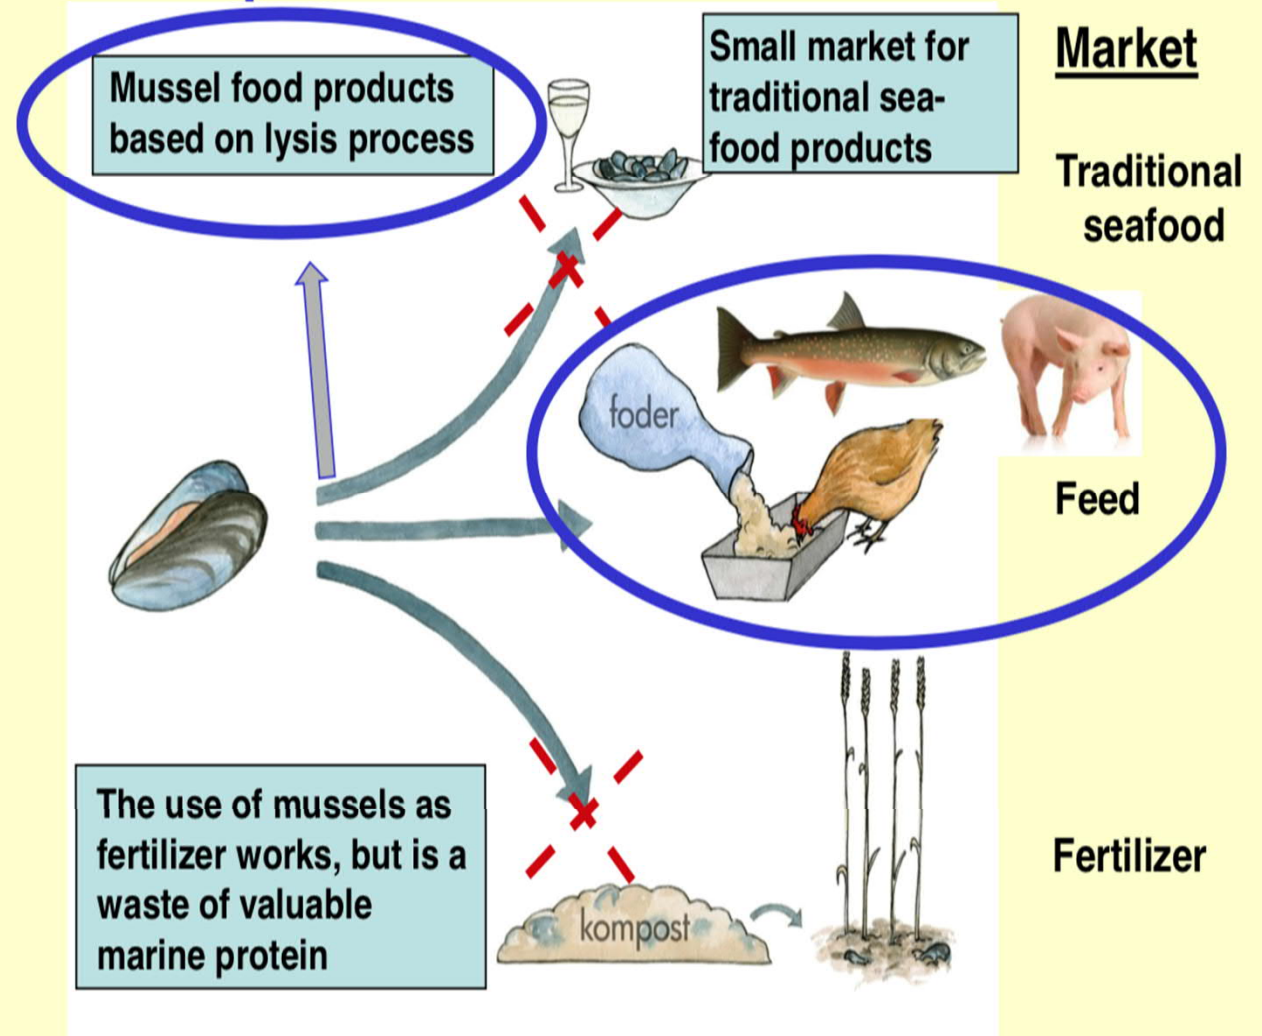 Mussel food products
based on lysis process
Small market for
traditional sea-
food products
Market
Traditional
seafood
foder
Feed
The use of mussels as
fertilizer works, but is a
waste of valuable
marine protein
kompost
Fertilizer